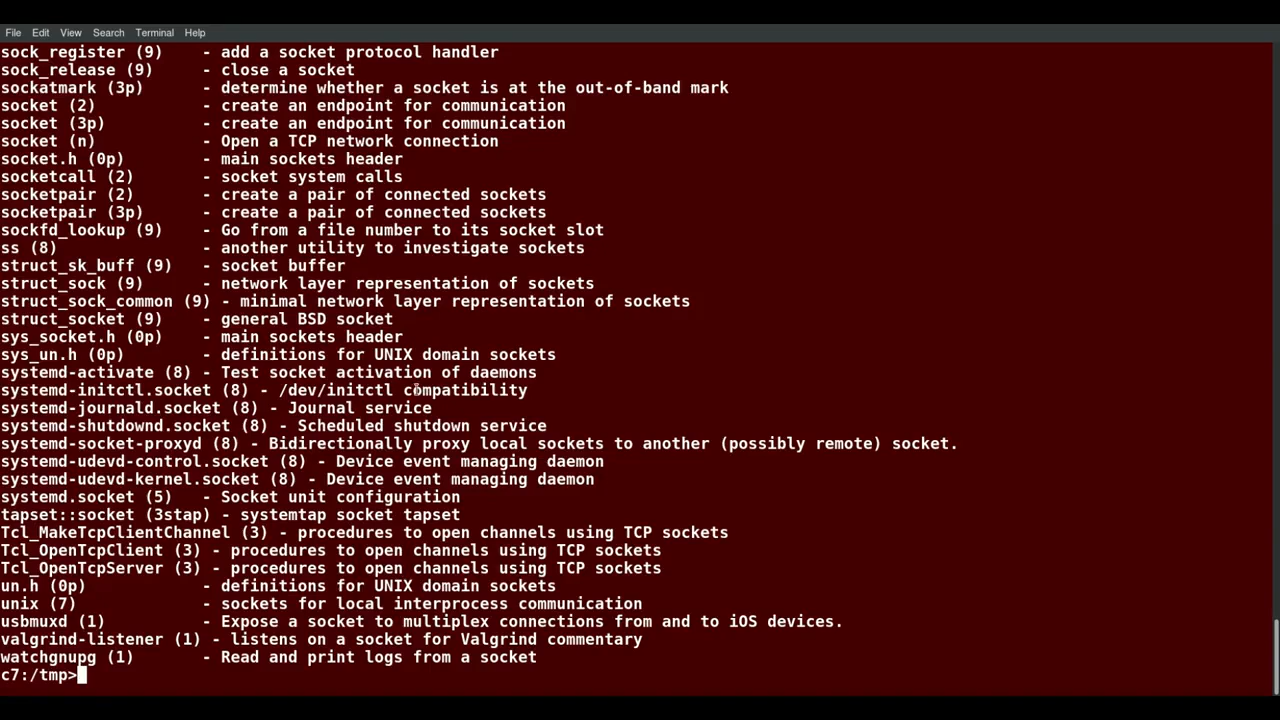 File Edit View Search Terminal Help
sock_register (9)    - add a socket protocol handler
sock_release (9)     - close a socket
sockatmark (3p)      - determine whether a socket is at the out-of-band mark
socket (2)           - create an endpoint for communication
socket (3p)          - create an endpoint for communication
socket (n)           - Open a TCP network connection
socket.h (0p)        - main sockets header
socketcall (2)       - socket system calls
socketpair (2)       - create a pair of connected sockets
socketpair (3p)      - create a pair of connected sockets
sockfd_lookup (9)    - Go from a file number to its socket slot
ss (8)               - another utility to investigate sockets
struct_sk_buff (9)   - socket buffer
struct_sock (9)      - network layer representation of sockets
struct_sock_common (9) - minimal network layer representation of sockets
struct_socket (9)    - general BSD socket
sys_socket.h (0p)    - main sockets header
sys_un.h (0p)        - definitions for UNIX domain sockets
systemd-activate (8) - Test socket activation of daemons
systemd-initctl.socket (8) - /dev/initctl compatibility
systemd-journald.socket (8) - Journal service
systemd-shutdownd.socket (8) - Scheduled shutdown service
systemd-socket-proxyd (8) - Bidirectionally proxy local sockets to another (possibly remote) socket.
systemd-udevd-control.socket (8) - Device event managing daemon
systemd-udevd-kernel.socket (8) - Device event managing daemon
systemd.socket (5)   - Socket unit configuration
tapset::socket (3stap) - systemtap socket tapset
Tcl_MakeTcpClientChannel (3) - procedures to open channels using TCP sockets
Tcl_OpenTcpClient (3) - procedures to open channels using TCP sockets
Tcl_OpenTcpServer (3) - procedures to open channels using TCP sockets
un.h (0p)            - definitions for UNIX domain sockets
unix (7)             - sockets for local interprocess communication
usbmuxd (1)          - Expose a socket to multiplex connections from and to iOS devices.
valgrind-listener (1) - listens on a socket for Valgrind commentary
watchgnupg (1)       - Read and print logs from a socket
c7:/tmp>